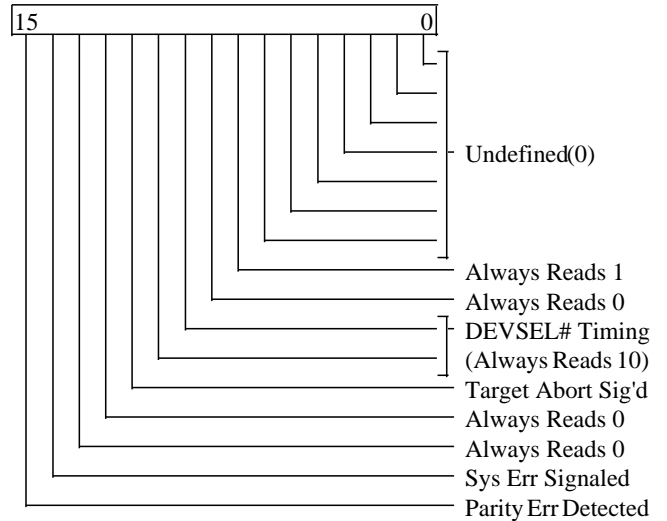 15 0
Undefined(0)
Always Reads 1
Always Reads 0
DEVSEL# Timing
(Always Reads 10)
Target Abort Sig'd
Always Reads 0
Always Reads 0
Sys Err Signaled
Parity Err Detected